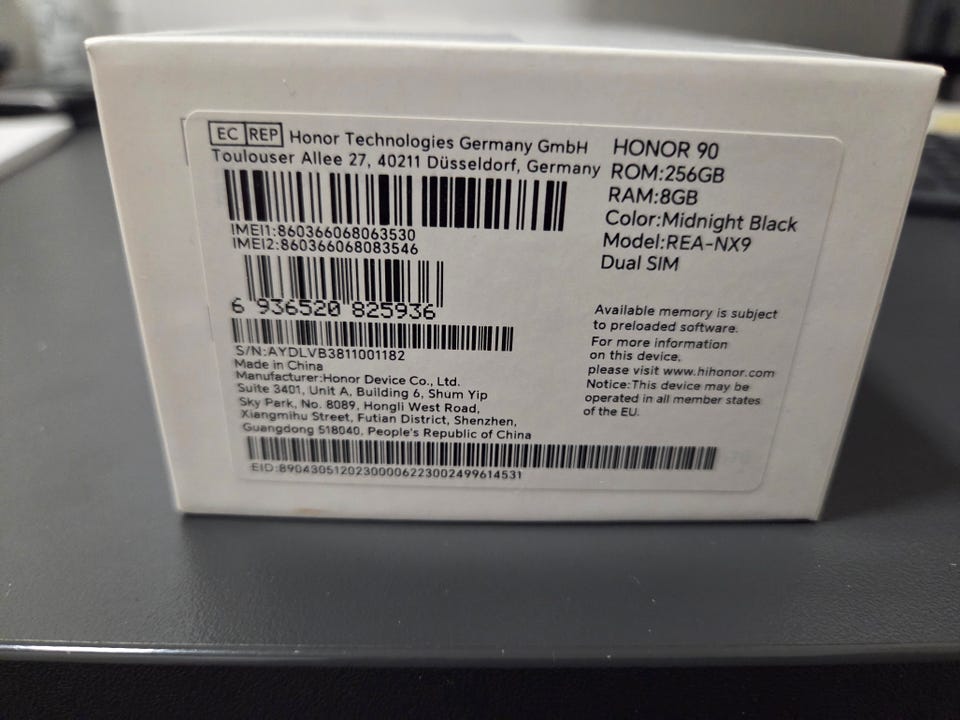 EC REP Honor Technologies Germany GmbH
Toulouser Allee 27, 40211 Düsseldorf, Germany
IMEI1:860366068063530
IMEI2:860366068083546
6 936520 825936
S/N:AYDLVB3811001182
Made in China
Manufacturer:Honor Device Co., Ltd.
Suite 3401, Unit A, Building 6, Shum Yip
Sky Park, No. 8089, Hongli West Road,
Xiangmihu Street, Futian District, Shenzhen,
Guangdong 518040, People's Republic of China
EID:89043051202300006223002499614531
HONOR 90
ROM:256GB
RAM:8GB
Color:Midnight Black
Model:REA-NX9
Dual SIM
Available memory is subject
to preloaded software.
For more information
on this device,
please visit www.hihonor.com
Notice:This device may be
operated in all member states
of the EU.